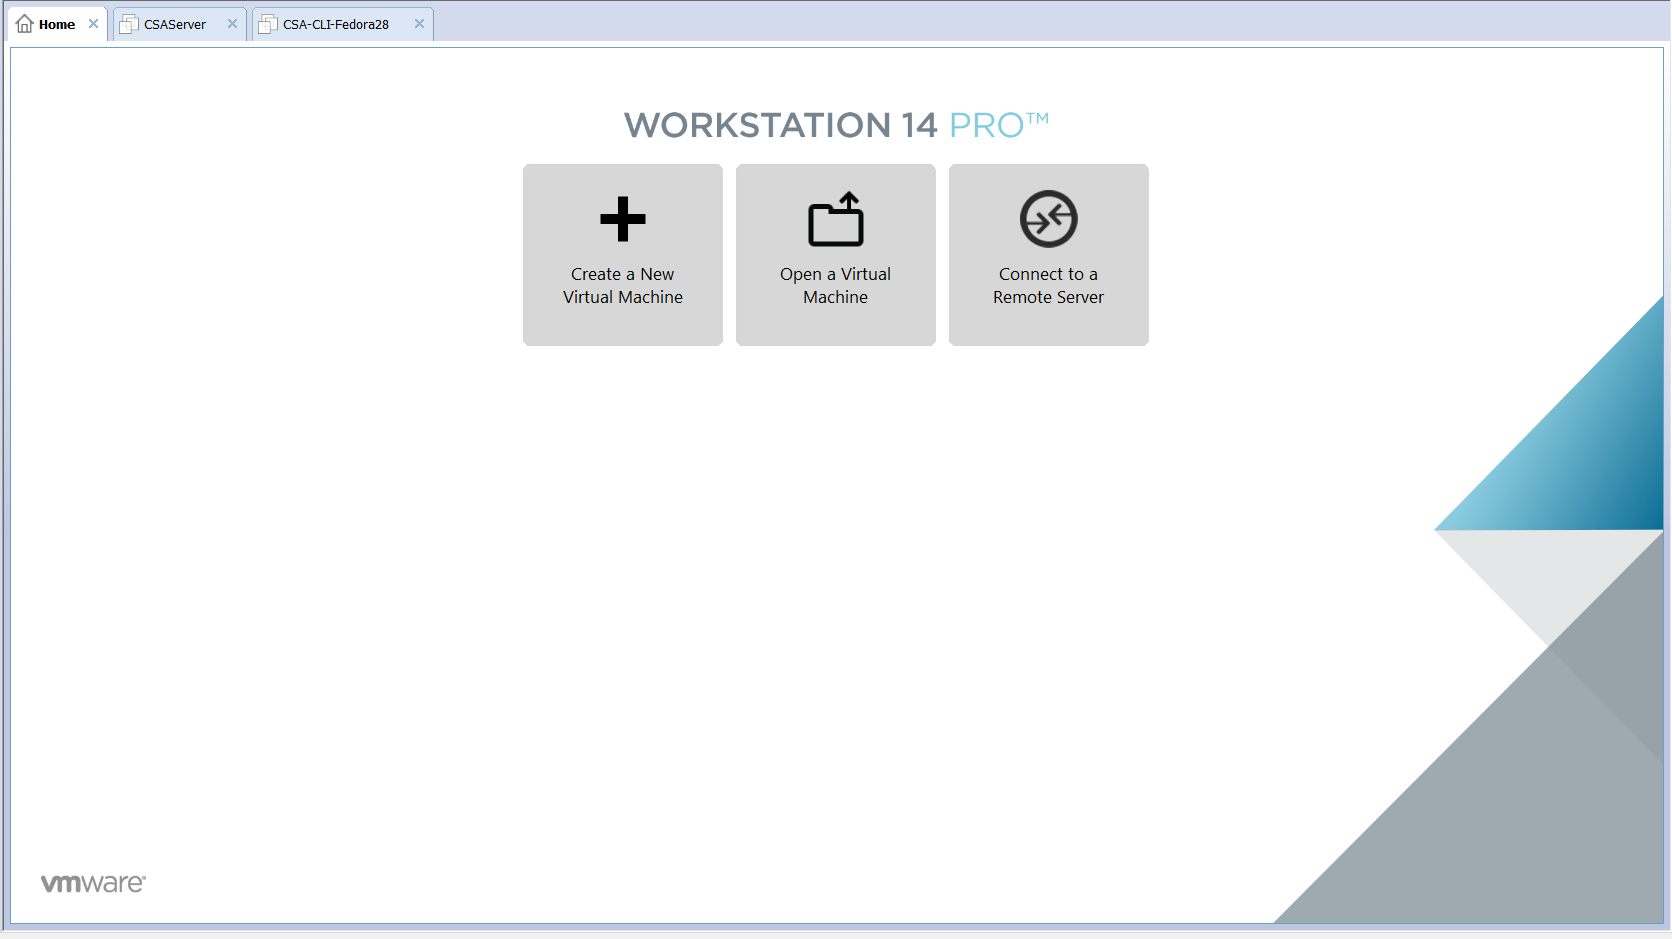 Home
CSAServer
CSA-CLI-Fedora28
WORKSTATION 14 PRO™
Create a New
Virtual Machine
Open a Virtual
Machine
Connect to a
Remote Server
vmware®